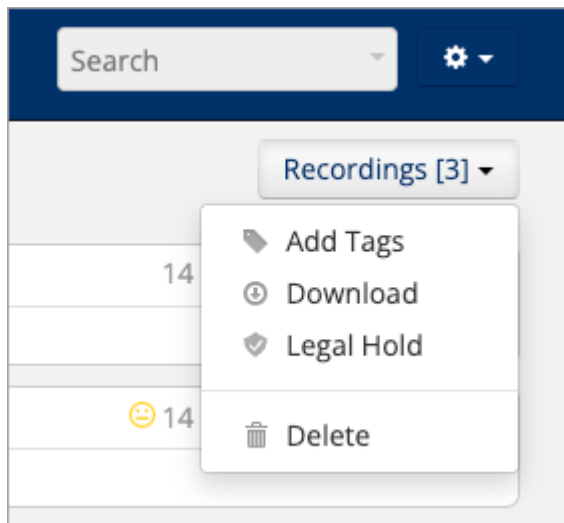 Search
Recordings [3]
Add Tags
14
Download
Legal Hold
14
Delete